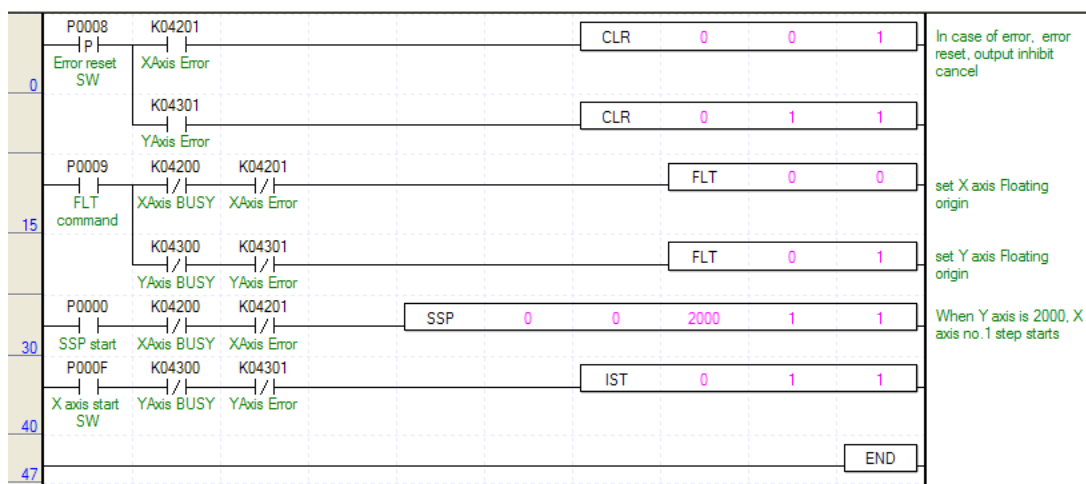 P0008 K04201
P CLR 0 0 1 In case of error, error
Error reset XAxis Error reset, output inhibit
SW cancel
0
K04301
CLR 0 1 1
YAxis Error
P0009 K04200 K04201
FLT 0 0 set X axis Floating
FLT XAxis BUSY XAxis Error origin
command
15
K04300 K04301
FLT 0 1 set Y axis Floating
YAxis BUSY YAxis Error origin
P0000 K04200 K04201
SSP 0 0 2000 1 1 When Y axis is 2000, X
SSP start XAxis BUSY XAxis Error axis no.1 step starts
30
P000F K04300 K04301
IST 0 1 1
X axis start YAxis BUSY YAxis Error
SW
40
END
47